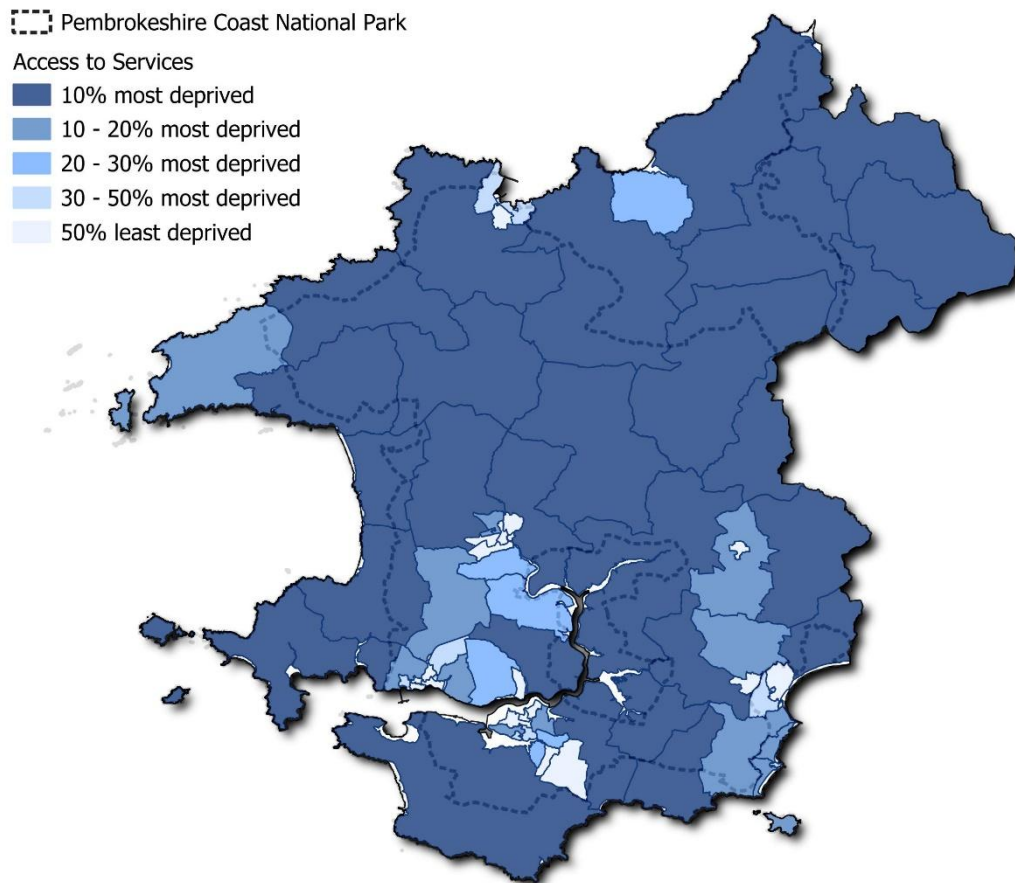 Pembrokeshire Coast National Park
Access to Services
10% most deprived
10 - 20% most deprived
20 - 30% most deprived
30 - 50% most deprived
50% least deprived